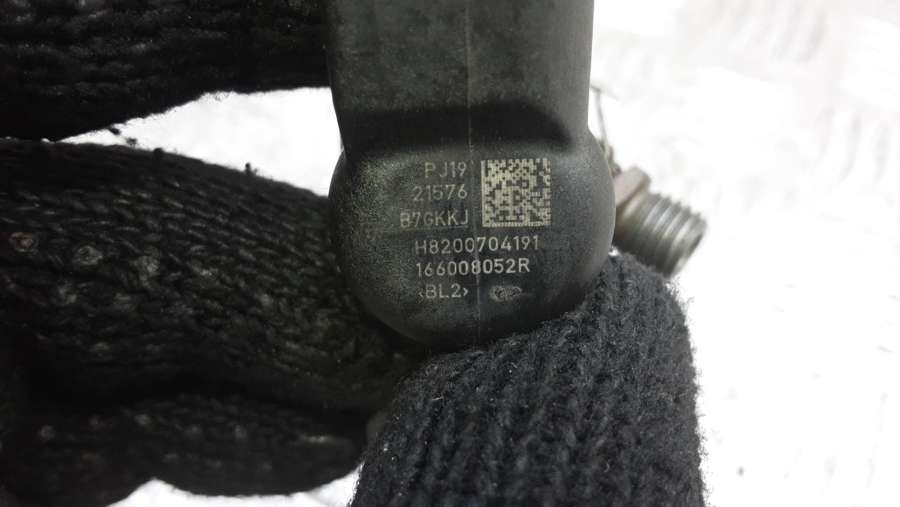 PJ19
21576
B7GKKJ
H8200704191
166008052R
‹BL2›